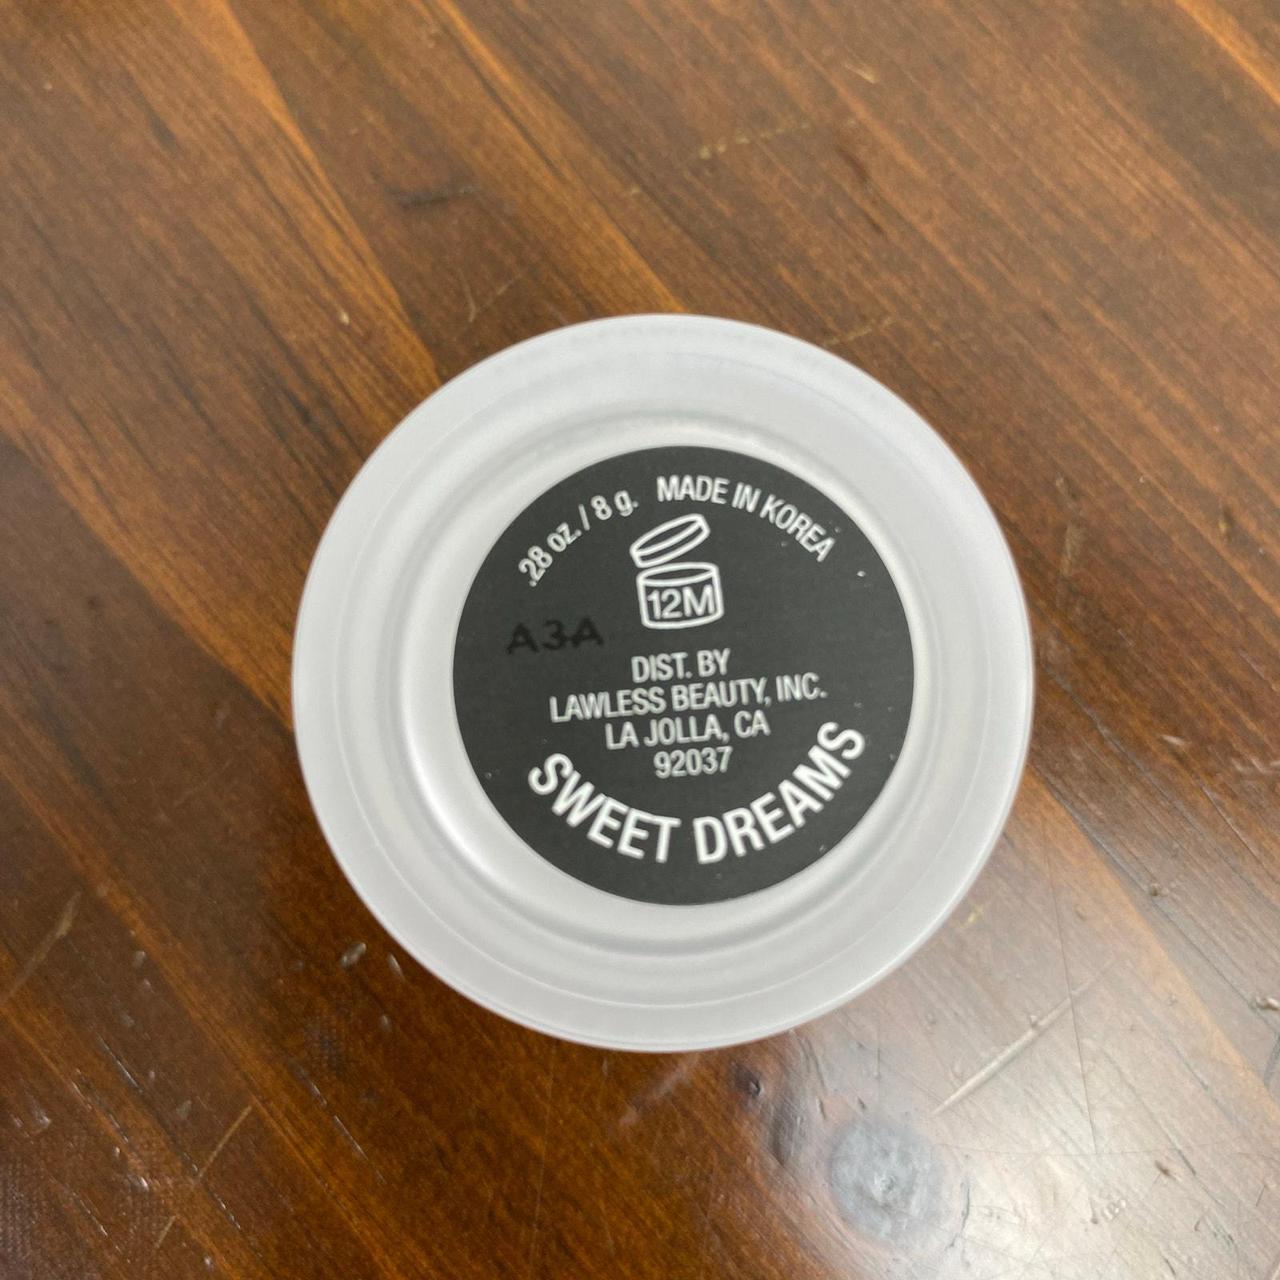 .28 oz. / 8 g. MADE IN KOREA
12M
A3A
DIST. BY
LAWLESS BEAUTY, INC.
LA JOLLA, CA
92037
SWEET DREAMS